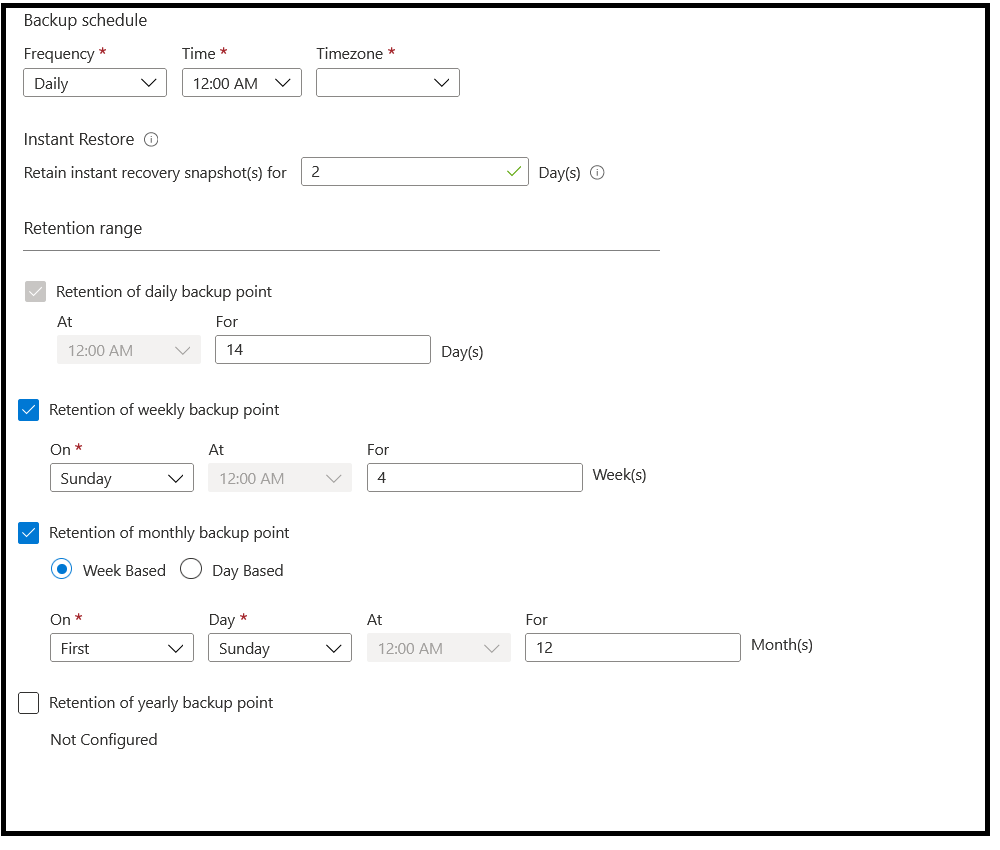 Backup schedule
Frequency * Time * Timezone *
Daily 12:00 AM
Instant Restore
Retain instant recovery snapshot(s) for 2 Day(s)
Retention range
Retention of daily backup point
At For
12:00 AM 14 Day(s)
Retention of weekly backup point
On * At For
Sunday 12:00 AM 4 Week(s)
Retention of monthly backup point
Week Based Day Based
On * Day * At For
First Sunday 12:00 AM 12 Month(s)
Retention of yearly backup point
Not Configured